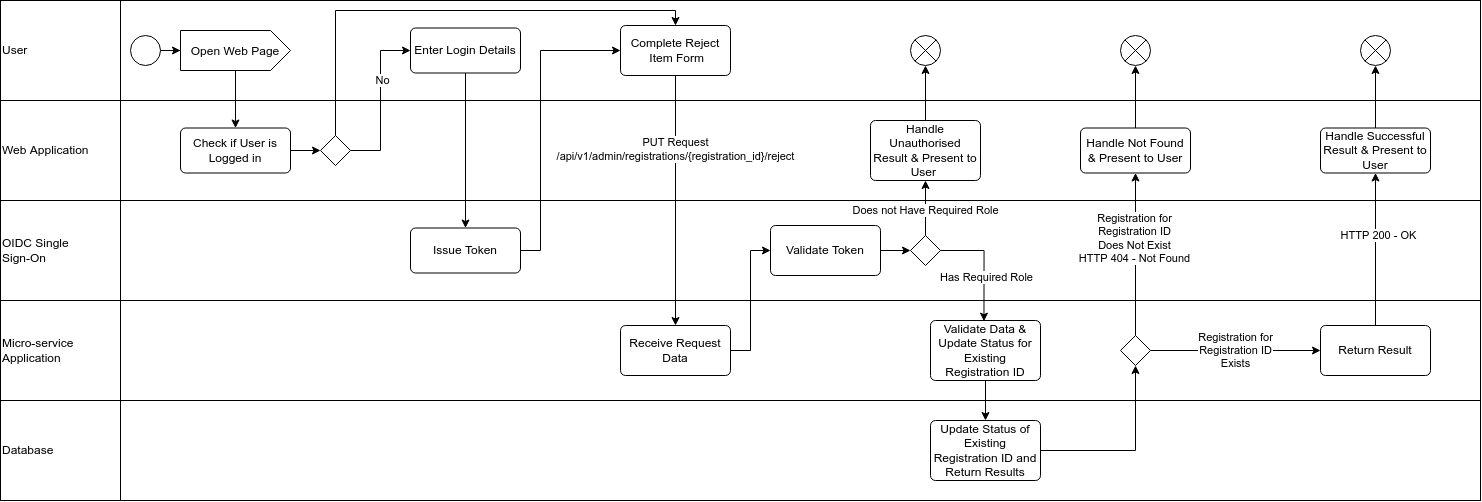 User
Open Web Page
Enter Login Details
Complete Reject
Item Form
No
Web Application
Check if User is
Logged in
PUT Request
/api/v1/admin/registrations/{registration_id}/reject
Handle
Unauthorised
Result & Present to
User
Handle Not Found
& Present to User
Handle Successful
Result & Present to
User
OIDC Single
Sign-On
Issue Token
Validate Token
Does not Have Required Role
Has Required Role
Registration for
Registration ID
Does Not Exist
HTTP 404 - Not Found
HTTP 200 - OK
Micro-service
Application
Receive Request
Data
Validate Data &
Update Status for
Existing
Registration ID
Registration for
Registration ID
Exists
Return Result
Database
Update Status of
Existing
Registration ID and
Return Results